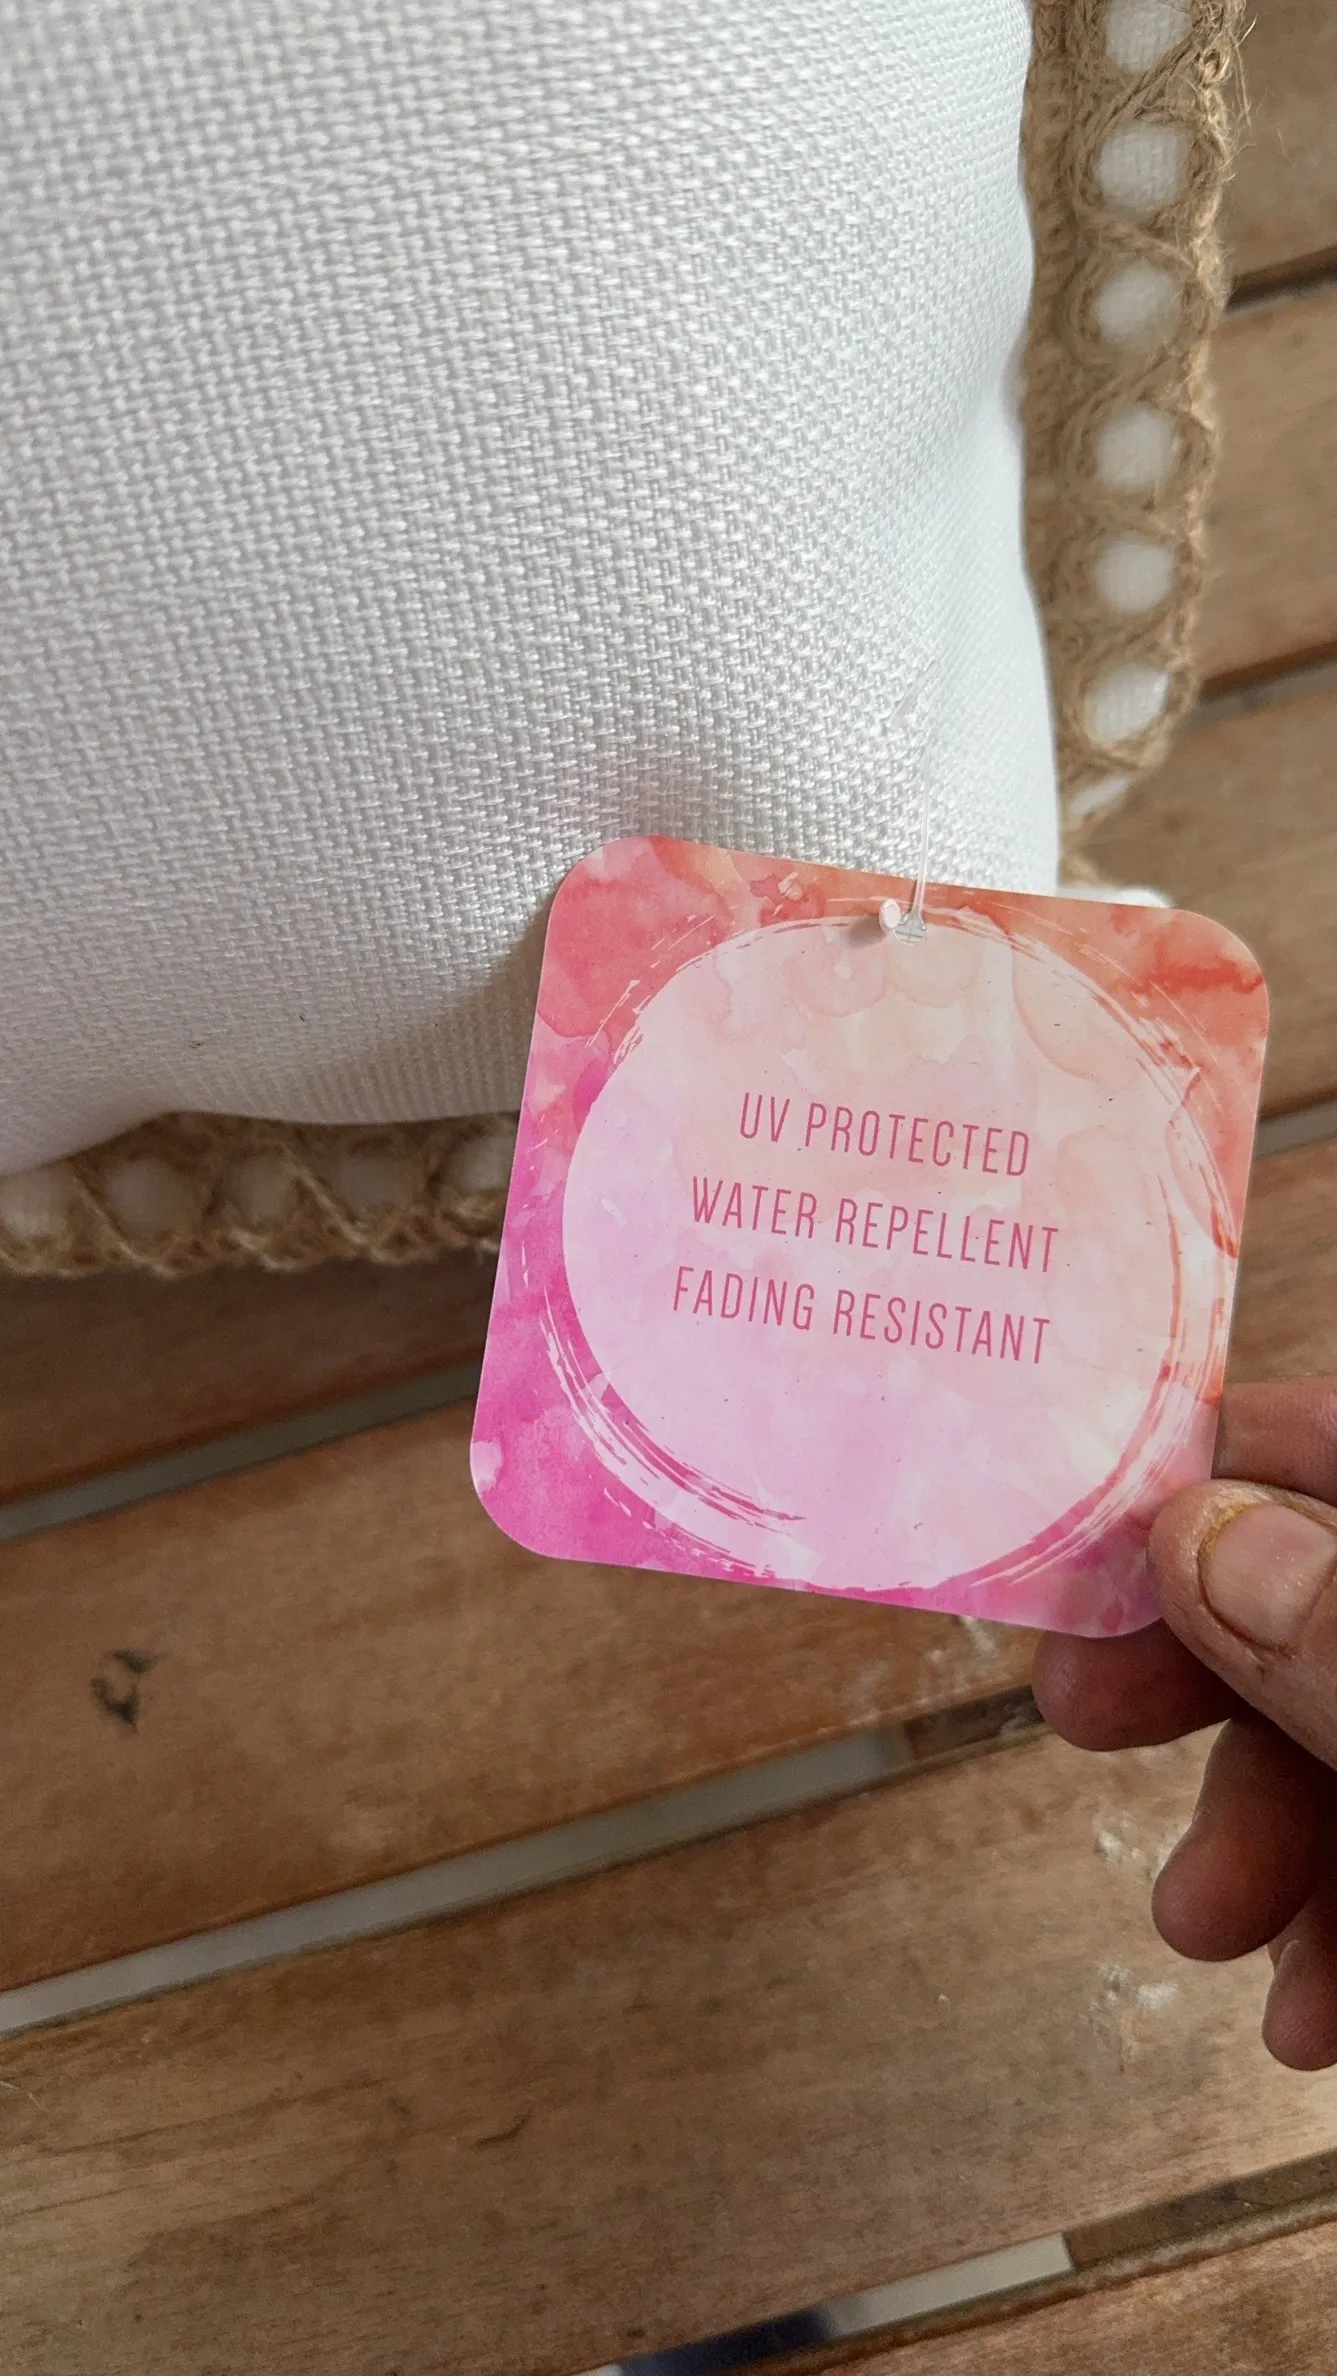 UV PROTECTED
WATER REPELLENT
FADING RESISTANT